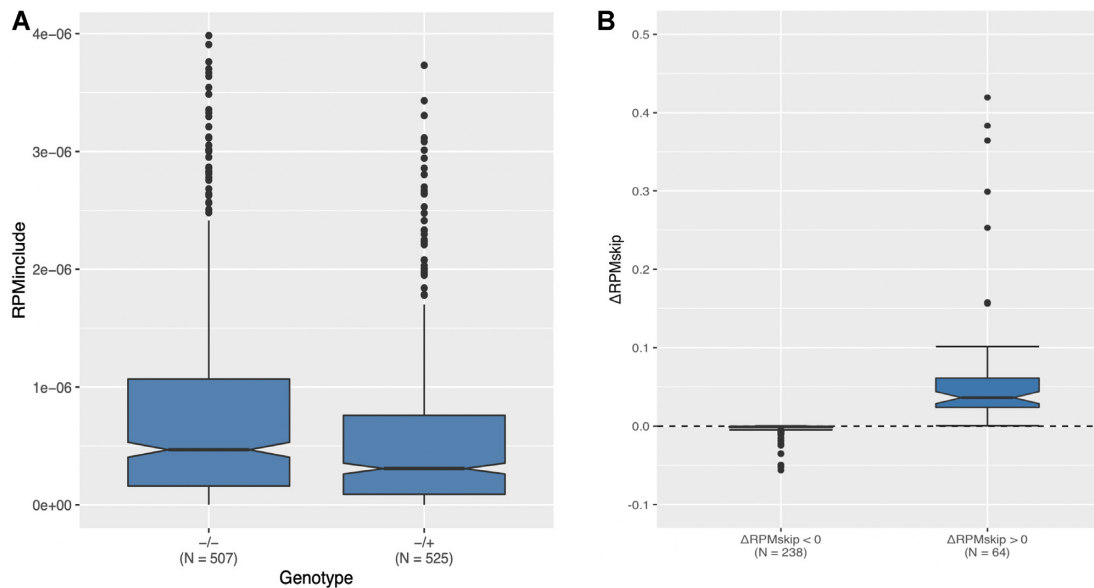 A
RPMinclude
4e−06
3e−06
2e−06
1e−06
0e+00
−/−
(N = 507)
−/+
(N = 525)
Genotype
B
ΔRPMskip
0.5
0.4
0.3
0.2
0.1
0.0
-0.1
ΔRPMskip < 0
(N = 238)
ΔRPMskip > 0
(N = 64)